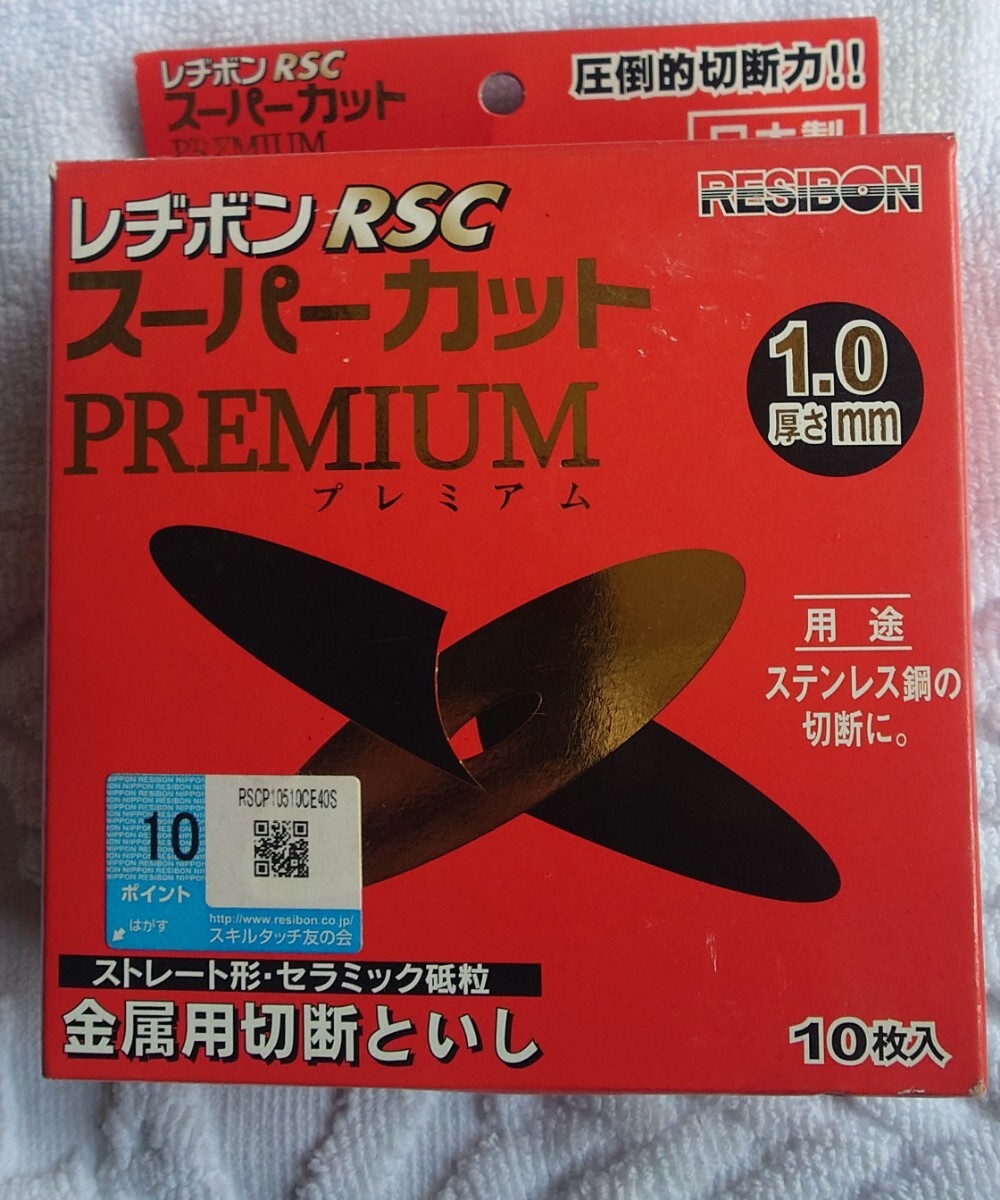 レヂボン RSC
スーパーカット
PREMIUM
圧倒的切断力!!
日本製
レヂボン RSC
RESIBON
スーパーカット
PREMIUM
プレミアム
1.0
厚さmm
用途
ステンレス鋼の
切断に。
RSCP10510CE40S
10
ポイント
はがす
http://www.resibon.co.jp/
スキルタッチ友の会
ストレート形・セラミック砥粒
金属用切断といし
10枚入